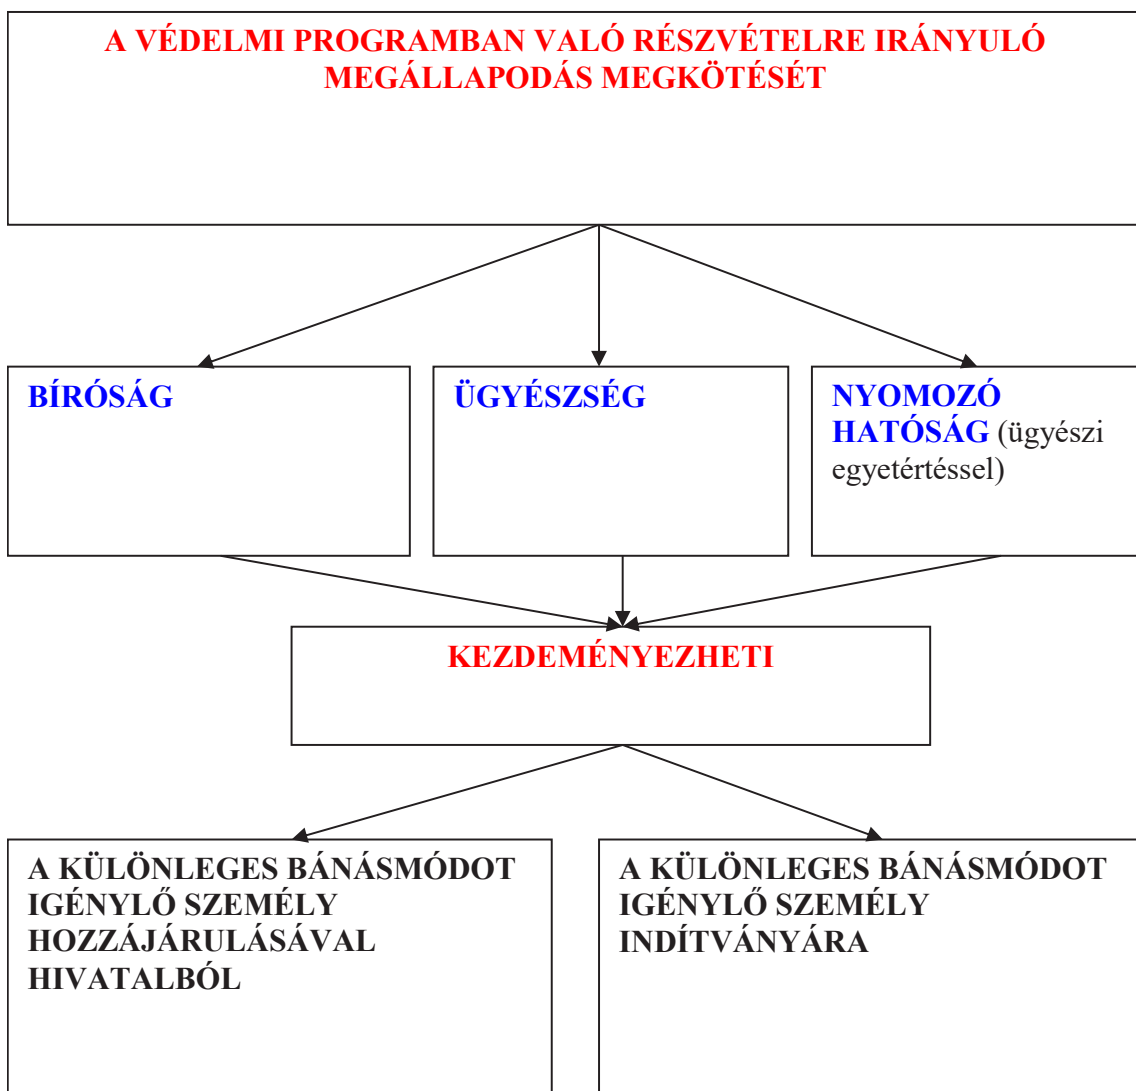 A VÉDELMI PROGRAMBAN VALÓ RÉSZVÉTELRE IRÁNYULÓ
MEGÁLLAPODÁS MEGKÖTÉSÉT
BÍRÓSÁG
ÜGYÉSZSÉG
NYOMOZÓ
HATÓSÁG (ügyészi
egyetértéssel)
KEZDEMÉNYEZHETI
A KÜLÖNLEGES BÁNÁSMÓDOT
IGÉNYLŐ SZEMÉLY
HOZZÁJÁRULÁSÁVAL
HIVATALBÓL
A KÜLÖNLEGES BÁNÁSMÓDOT
IGÉNYLŐ SZEMÉLY
INDÍTVÁNYÁRA